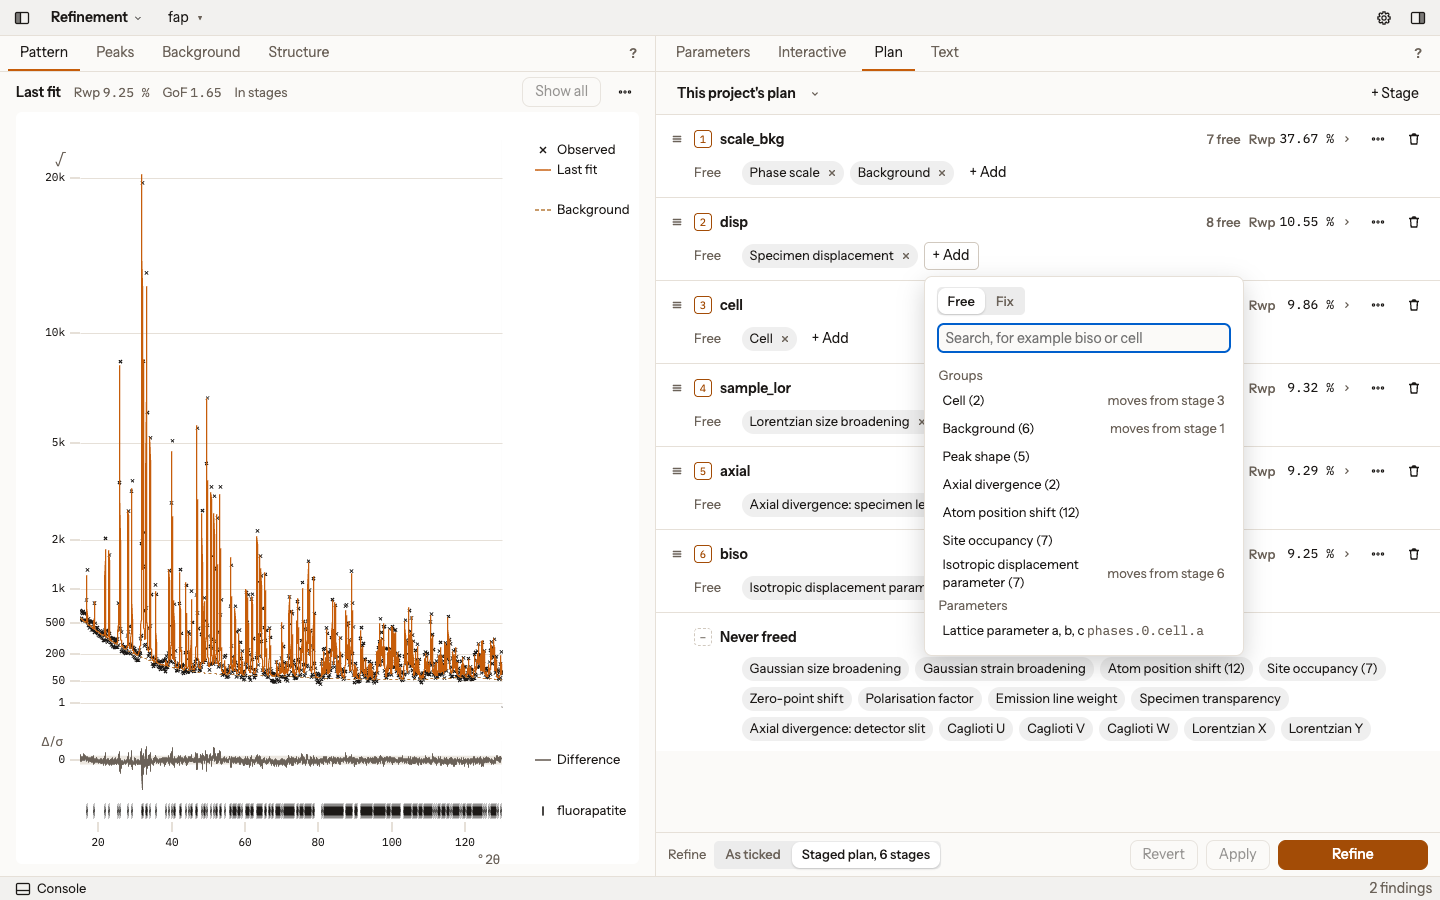 Refinement fap
Pattern Peaks Background Structure ?
Parameters Interactive Plan Text ?
Last fit Rwp 9.25 % GoF 1.65 In stages Show all
√
20k
10k
5k
2k
1k
500
200
50
1
Δ/σ
0
× Observed
Last fit
Background
Difference
fluorapatite
20 40 60 80 100 120
°2θ
This project's plan + Stage
1 scale_bkg 7 free Rwp 37.67 %
Free Phase scale × Background × + Add
2 disp 8 free Rwp 10.55 %
Free Specimen displacement × + Add
3 cell Rwp 9.86 %
Free Cell × + Add
4 sample_lor Rwp 9.32 %
Free Lorentzian size broadening ×
5 axial Rwp 9.29 %
Free Axial divergence: specimen le
6 biso Rwp 9.25 %
Free Isotropic displacement param
Free Fix
Search, for example biso or cell
Groups
Cell (2) moves from stage 3
Background (6) moves from stage 1
Peak shape (5)
Axial divergence (2)
Atom position shift (12)
Site occupancy (7)
Isotropic displacement
parameter (7) moves from stage 6
Parameters
Lattice parameter a, b, c phases.0.cell.a
– Never freed
Gaussian size broadening Gaussian strain broadening Atom position shift (12) Site occupancy (7)
Zero-point shift Polarisation factor Emission line weight Specimen transparency
Axial divergence: detector slit Caglioti U Caglioti V Caglioti W Lorentzian X Lorentzian Y
Refine As ticked Staged plan, 6 stages Revert Apply Refine
Console 2 findings